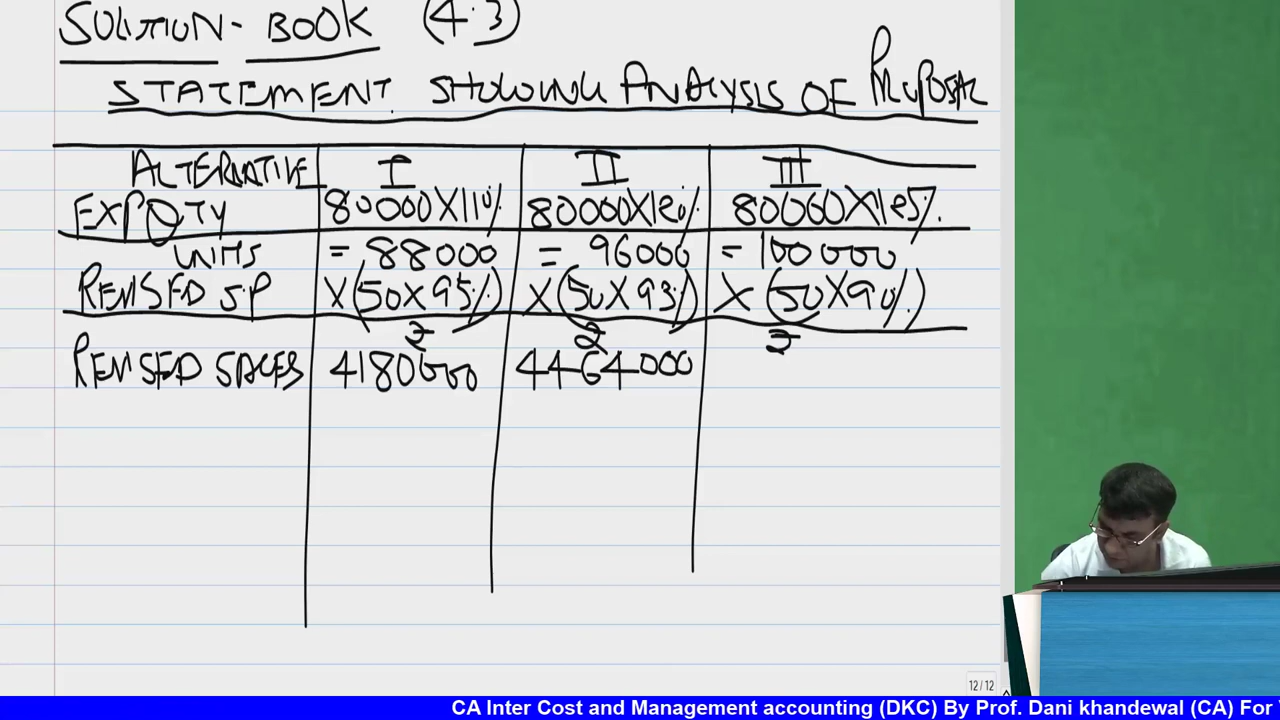 SOLUTION - BOOK (4.3)
STATEMENT SHOWING ANALYSIS OF PROPOSAL
ALTERNATIVE I II III
EXP QTY 80000X110% 80000X120% 80000X125%
UNITS = 88000 = 96000 = 100000
REVISED SP X(50X95%) X(50X93%) X(50X90%)
REVISED SALES 4180000 4464000
12/12
CA Inter Cost and Management accounting (DKC) By Prof. Dani khandewal (CA) For